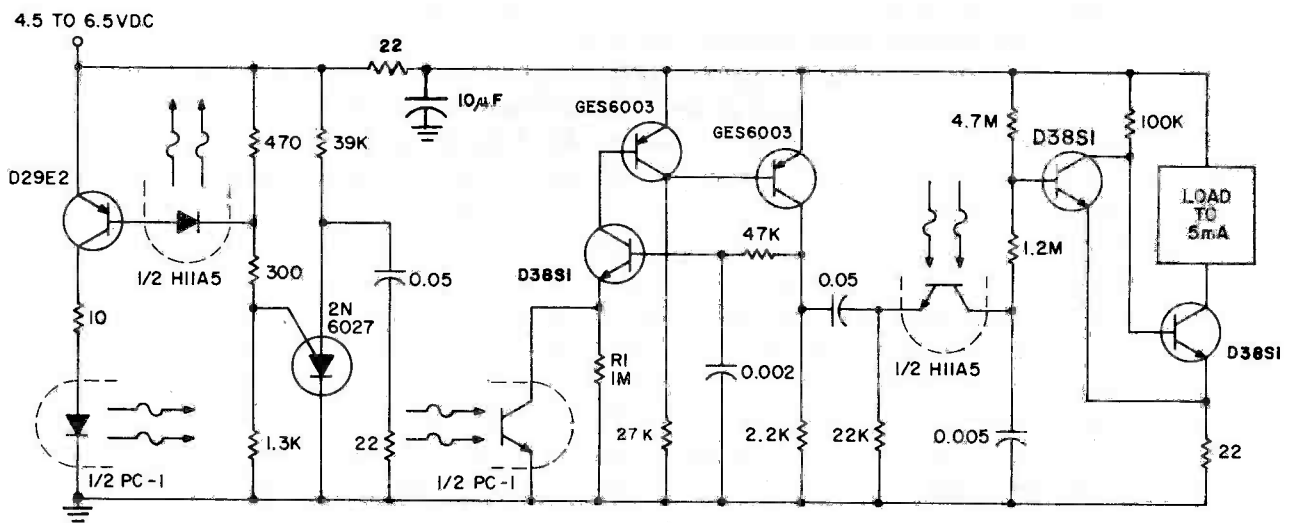 4.5 TO 6.5VDC
22
10µF
GES6003
GES6003
470
39K
4.7M
D38S1
100K
D29E2
LOAD
TO
5mA
1/2 H11A5
47K
1.2M
300
0.05
D38S1
0.05
10
2N
6027
R1
1M
0.002
1/2 H11A5
D38S1
1.3K
22
27K
2.2K
22K
0.005
22
1/2 PC-1
1/2 PC-1